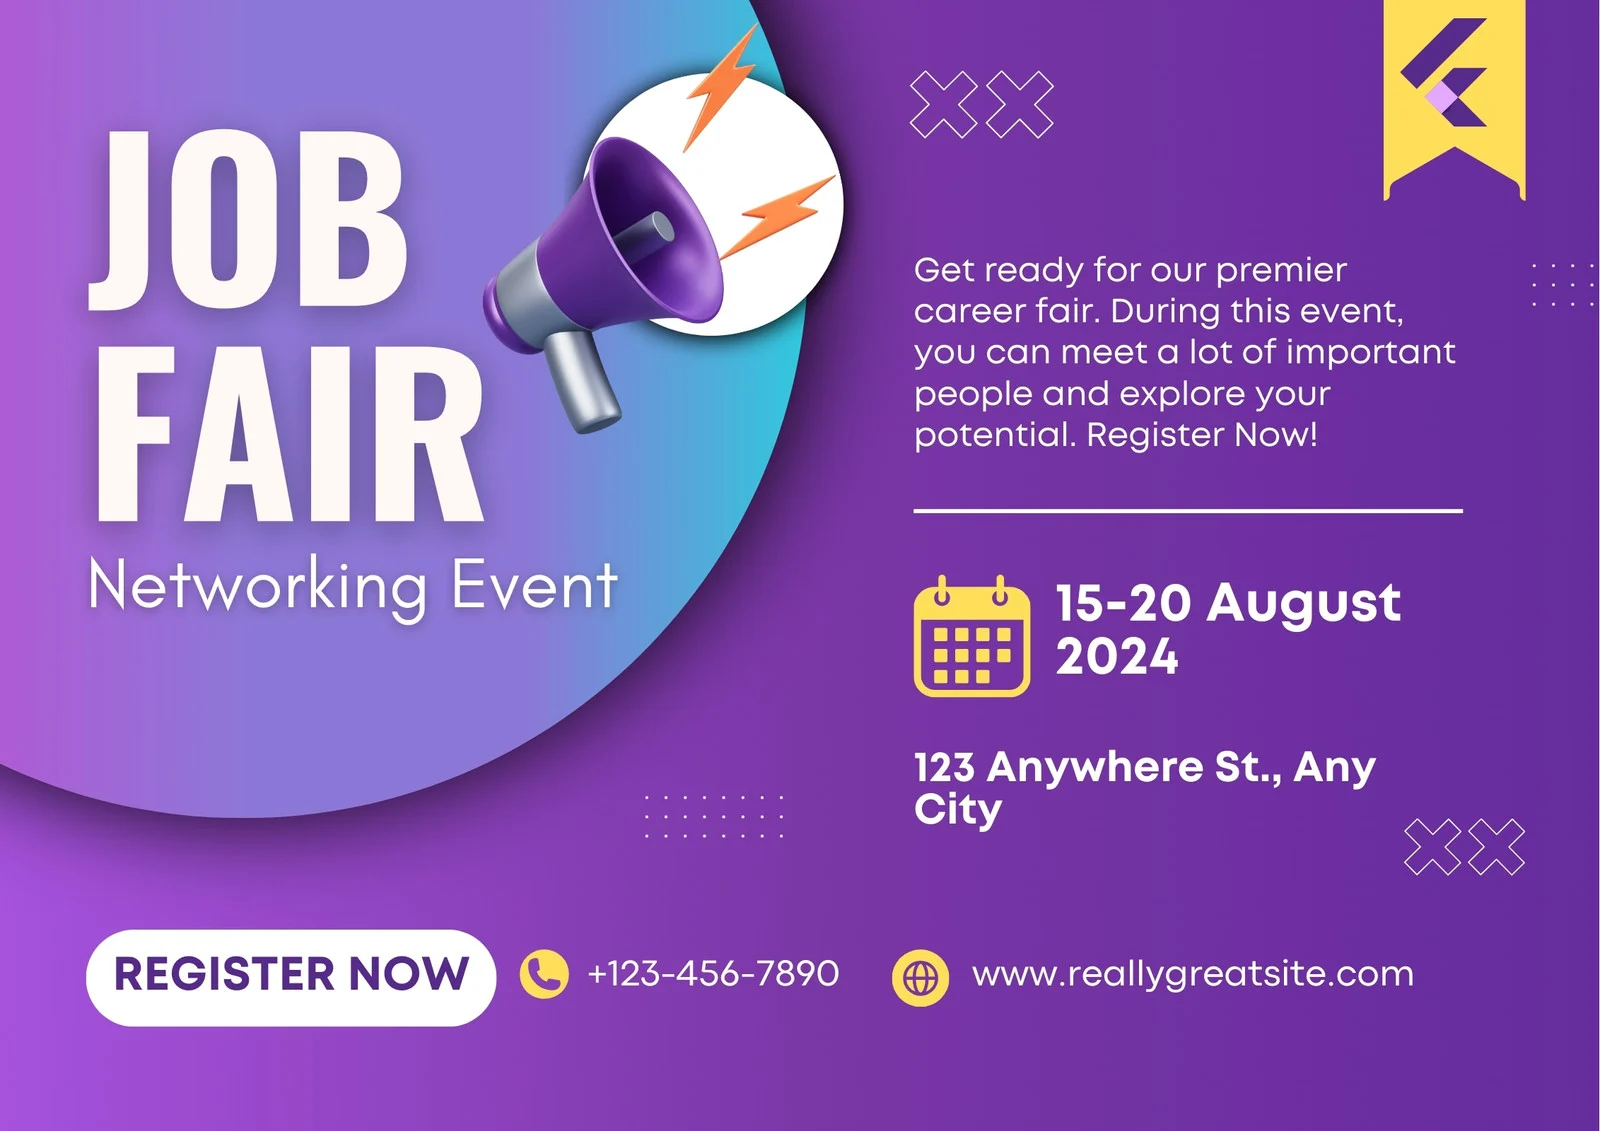 JOB
FAIR
Networking Event
Get ready for our premier
career fair. During this event,
you can meet a lot of important
people and explore your
potential. Register Now!
15-20 August
2024
123 Anywhere St., Any
City
REGISTER NOW
+123-456-7890
www.reallygreatsite.com